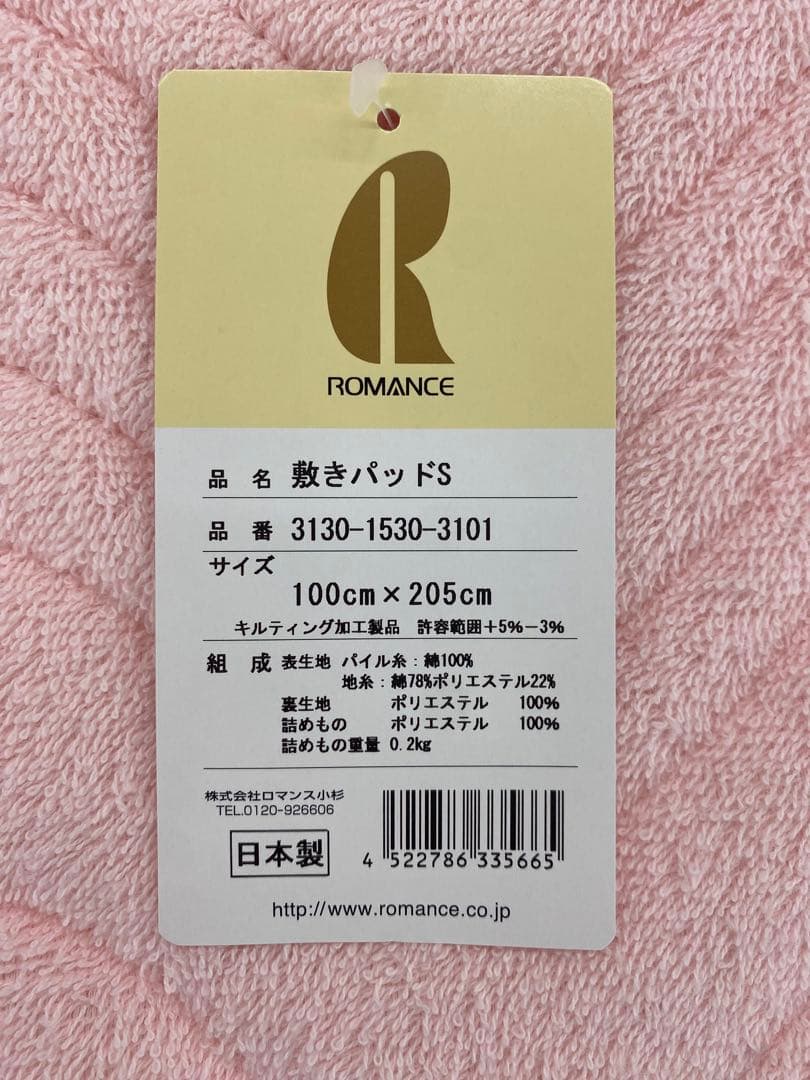 R
ROMANCE
品 名 敷きパッドS
品 番 3130-1530-3101
サイズ
100cm×205cm
キルティング加工製品 許容範囲+5%-3%
組 成 表生地 パイル糸:綿100%
地糸:綿78%ポリエステル22%
裏生地 ポリエステル 100%
詰めもの ポリエステル 100%
詰めもの重量 0.2kg
株式会社ロマンス小杉
TEL.0120-926606
日本製
4 522786 335665
http://www.romance.co.jp